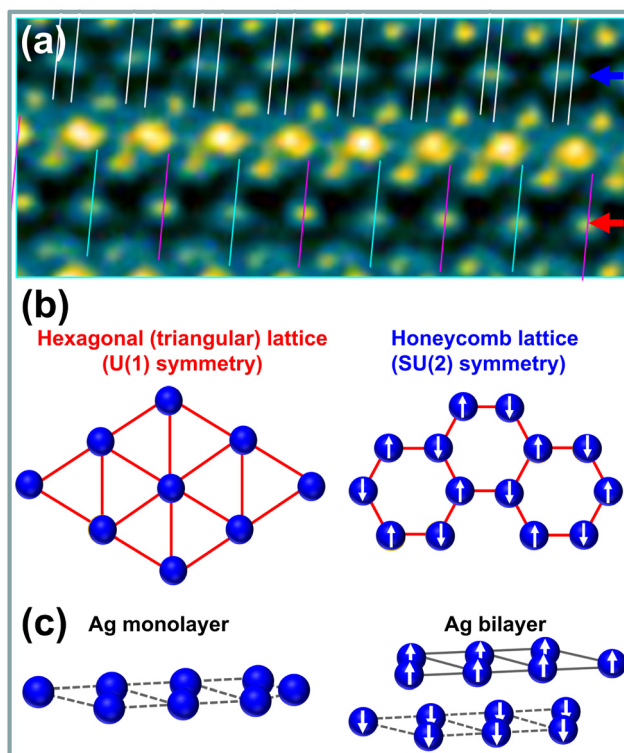 (a)
(b)
Hexagonal (triangular) lattice
(U(1) symmetry)
Honeycomb lattice
(SU(2) symmetry)
(c)
Ag monolayer
Ag bilayer